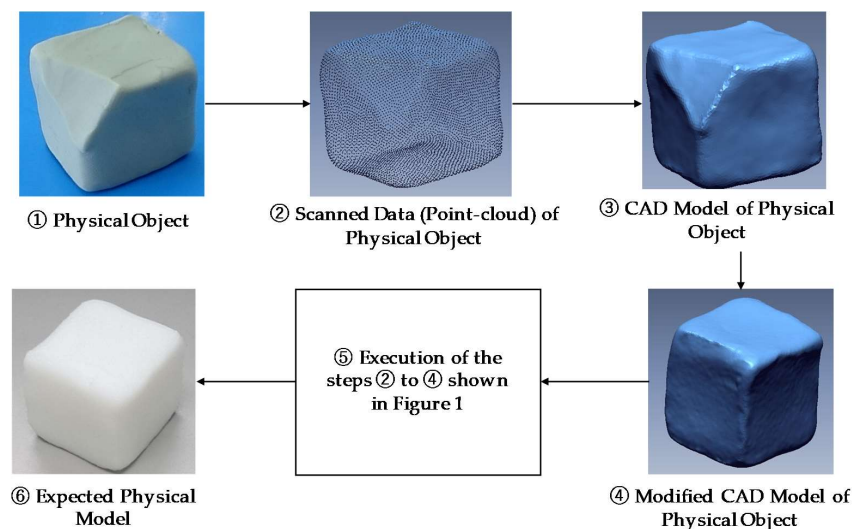 ① Physical Object
② Scanned Data (Point-cloud) of
Physical Object
③ CAD Model of Physical
Object
⑤ Execution of the
steps ② to ④ shown
in Figure 1
⑥ Expected Physical
Model
④ Modified CAD Model of
Physical Object